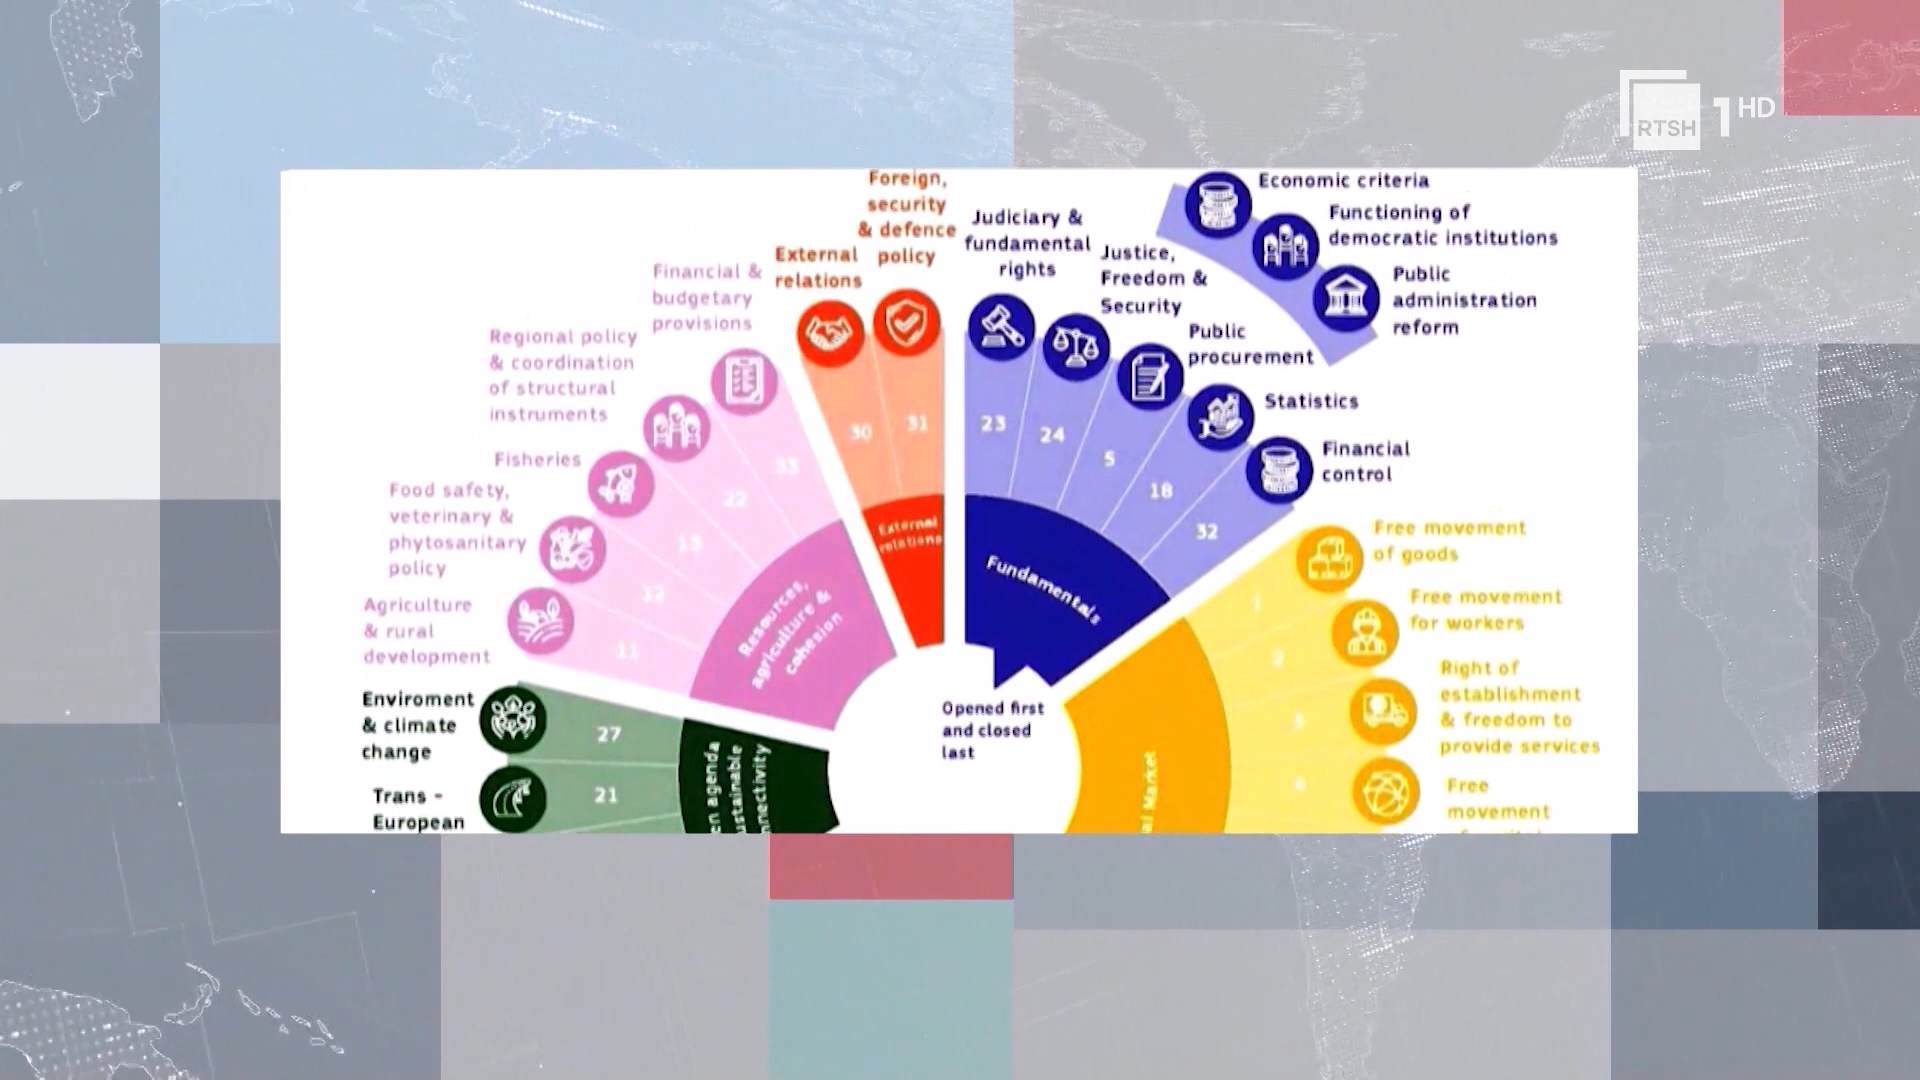 RTSH 1 HD
Foreign,
security
& defence
policy
External
relations
Financial &
budgetary
provisions
Regional policy
& coordination
of structural
instruments
Fisheries
Food safety,
veterinary &
phytosanitary
policy
Agriculture
& rural
development
Enviroment
& climate
change
Trans -
European
Judiciary &
fundamental
rights
Justice,
Freedom &
Security
Public
procurement
Statistics
Financial
control
Economic criteria
Functioning of
democratic institutions
Public
administration
reform
Free movement
of goods
Free movement
for workers
Right of
establishment
& freedom to
provide services
Free
movement
30
31
23
24
5
18
32
33
22
13
12
11
27
21
1
2
3
4
External
relations
Fundamentals
Resources,
agriculture &
cohesion
agenda
Market
Opened first
and closed
last